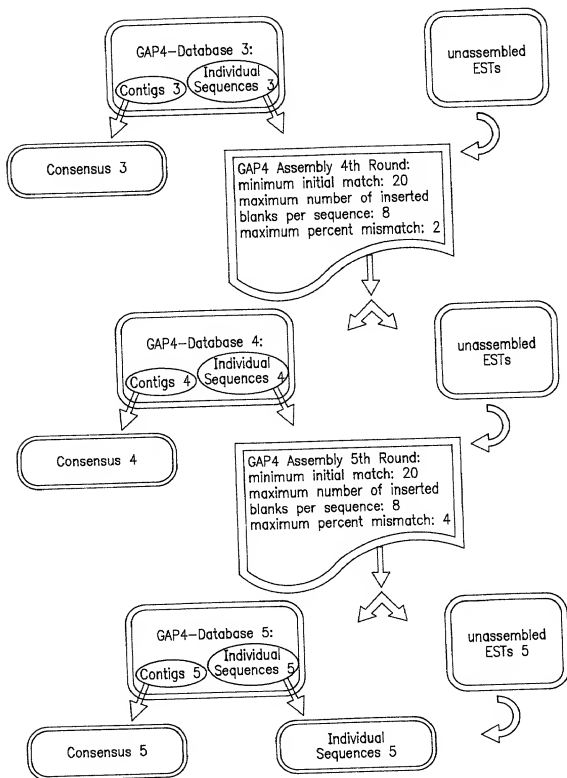 GAP4-Database 3:
Contigs 3
Individual
Sequences 3
unassembled
ESTs
Consensus 3
GAP4 Assembly 4th Round:
minimum initial match: 20
maximum number of inserted
blanks per sequence: 8
maximum percent mismatch: 2
GAP4-Database 4:
Contigs 4
Individual
Sequences 4
unassembled
ESTs
Consensus 4
GAP4 Assembly 5th Round:
minimum initial match: 20
maximum number of inserted
blanks per sequence: 8
maximum percent mismatch: 4
GAP4-Database 5:
Contigs 5
Individual
Sequences 5
unassembled
ESTs 5
Consensus 5
Individual
Sequences 5